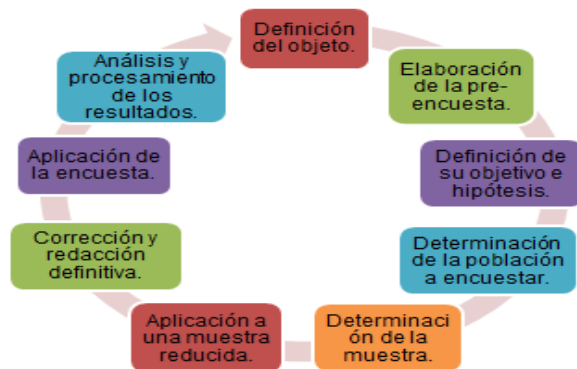 Definición
del objeto.
Elaboración
de la pre-
encuesta.
Definición de
su objetivo e
hipótesis.
Determinación
de la población
a encuestar.
Determinaci
ón de la
muestra.
Aplicación a
una muestra
reducida.
Corrección y
redacción
definitiva.
Aplicación de
la encuesta.
Análisis y
procesamiento
de los
resultados.